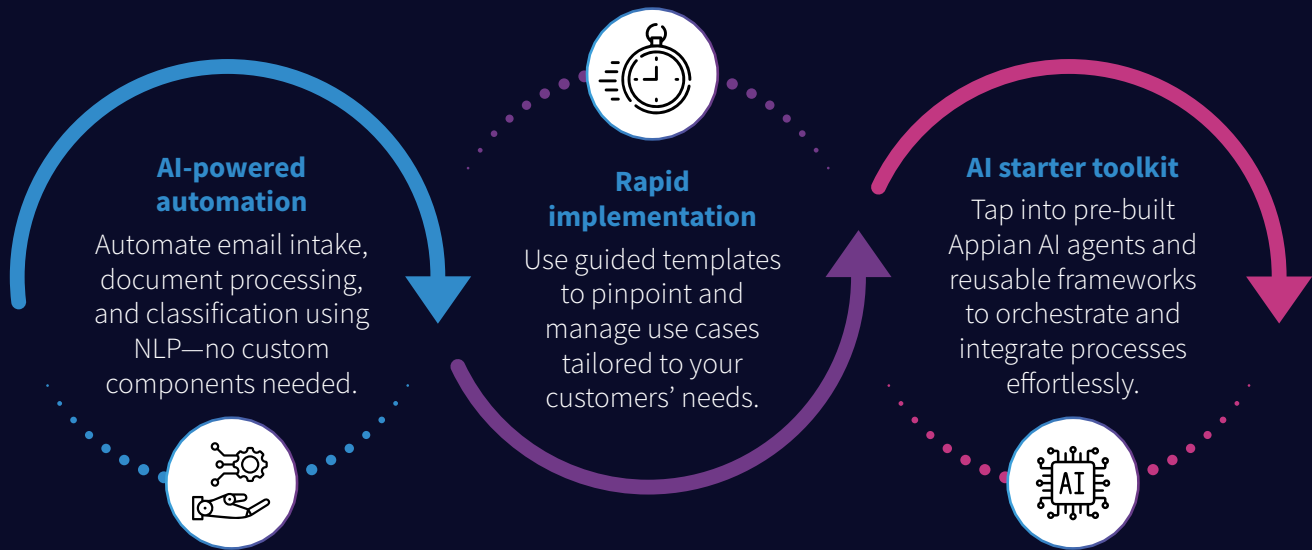 AI-powered
automation
Automate email intake,
document processing,
and classification using
NLP—no custom
components needed.
Rapid
implementation
Use guided templates
to pinpoint and
manage use cases
tailored to your
customers’ needs.
AI starter toolkit
Tap into pre-built
Appian AI agents and
reusable frameworks
to orchestrate and
integrate processes
effortlessly.
AI